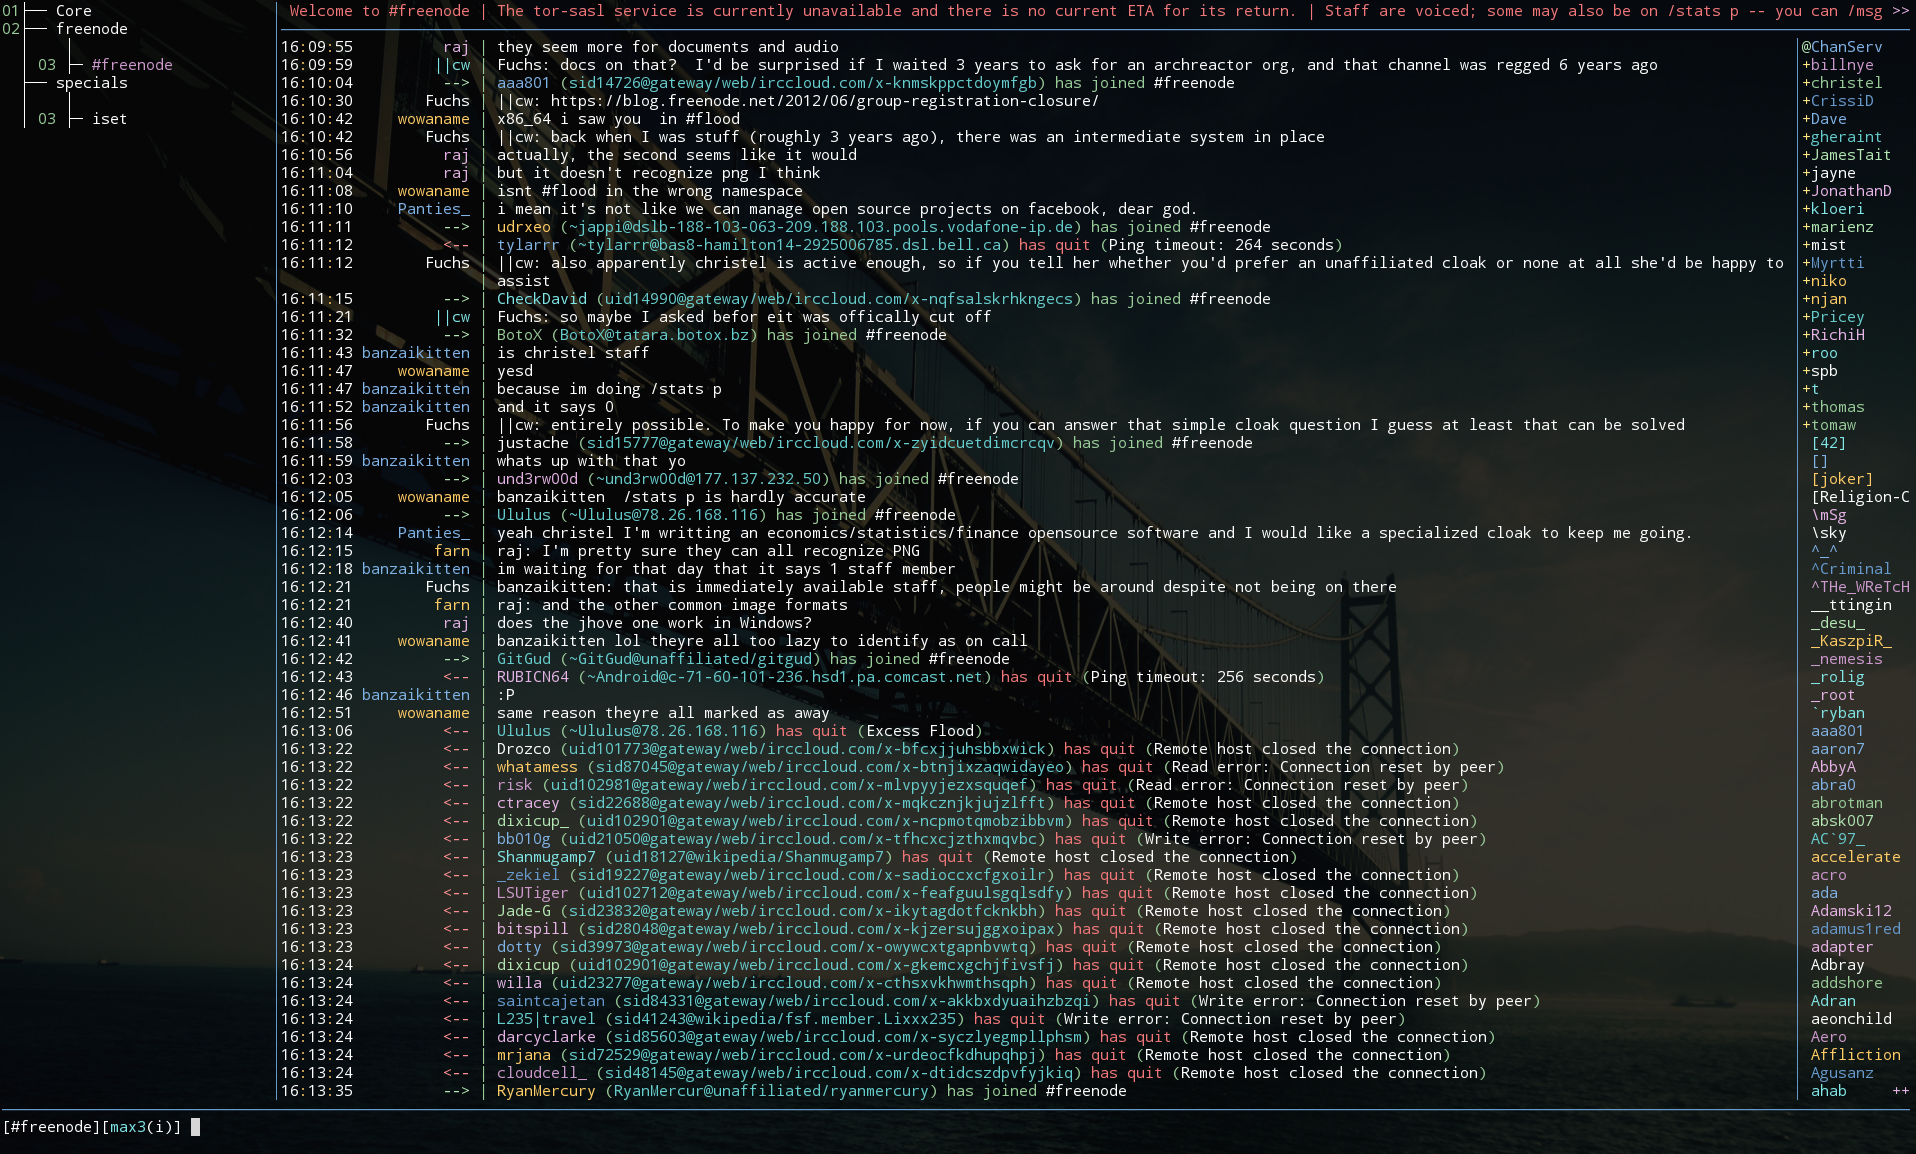 01 ├── Core
02 ├── freenode
03 ├─ #freenode
├── specials
03 ├─ iset
Welcome to #freenode | The tor-sasl service is currently unavailable and there is no current ETA for its return. | Staff are voiced; some may also be on /stats p -- you can /msg >>
16:09:55 raj | they seem more for documents and audio
16:09:59 ||cw | Fuchs: docs on that?  I'd be surprised if I waited 3 years to ask for an archreactor org, and that channel was regged 6 years ago
16:10:04 --> | aaa801 (sid14726@gateway/web/irccloud.com/x-knmskppctdoymfgb) has joined #freenode
16:10:30 Fuchs | ||cw: https://blog.freenode.net/2012/06/group-registration-closure/
16:10:42 wowaname | x86_64 i saw you  in #flood
16:10:42 Fuchs | ||cw: back when I was stuff (roughly 3 years ago), there was an intermediate system in place
16:10:56 raj | actually, the second seems like it would
16:11:04 raj | but it doesn't recognize png I think
16:11:08 wowaname | isnt #flood in the wrong namespace
16:11:10 Panties_ | i mean it's not like we can manage open source projects on facebook, dear god.
16:11:11 --> | udrxeo (~jappi@dslb-188-103-063-209.188.103.pools.vodafone-ip.de) has joined #freenode
16:11:12 <-- | tylarrr (~tylarrr@bas8-hamilton14-2925006785.dsl.bell.ca) has quit (Ping timeout: 264 seconds)
16:11:12 Fuchs | ||cw: also apparently christel is active enough, so if you tell her whether you'd prefer an unaffiliated cloak or none at all she'd be happy to
assist
16:11:15 --> | CheckDavid (uid14990@gateway/web/irccloud.com/x-nqfsalskrhkngecs) has joined #freenode
16:11:21 ||cw | Fuchs: so maybe I asked befor eit was offically cut off
16:11:32 --> | BotoX (BotoX@tatara.botox.bz) has joined #freenode
16:11:43 banzaikitten | is christel staff
16:11:47 wowaname | yesd
16:11:47 banzaikitten | because im doing /stats p
16:11:52 banzaikitten | and it says 0
16:11:56 Fuchs | ||cw: entirely possible. To make you happy for now, if you can answer that simple cloak question I guess at least that can be solved
16:11:58 --> | justache (sid15777@gateway/web/irccloud.com/x-zyidcuetdimcrcqv) has joined #freenode
16:11:59 banzaikitten | whats up with that yo
16:12:03 --> | und3rw00d (~und3rw00d@177.137.232.50) has joined #freenode
16:12:05 wowaname | banzaikitten  /stats p is hardly accurate
16:12:06 --> | Ululus (~Ululus@78.26.168.116) has joined #freenode
16:12:14 Panties_ | yeah christel I'm writting an economics/statistics/finance opensource software and I would like a specialized cloak to keep me going.
16:12:15 farn | raj: I'm pretty sure they can all recognize PNG
16:12:18 banzaikitten | im waiting for that day that it says 1 staff member
16:12:21 Fuchs | banzaikitten: that is immediately available staff, people might be around despite not being on there
16:12:21 farn | raj: and the other common image formats
16:12:40 raj | does the jhove one work in Windows?
16:12:41 wowaname | banzaikitten lol theyre all too lazy to identify as on call
16:12:42 --> | GitGud (~GitGud@unaffiliated/gitgud) has joined #freenode
16:12:43 <-- | RUBICN64 (~Android@c-71-60-101-236.hsd1.pa.comcast.net) has quit (Ping timeout: 256 seconds)
16:12:46 banzaikitten | :P
16:12:51 wowaname | same reason theyre all marked as away
16:13:06 <-- | Ululus (~Ululus@78.26.168.116) has quit (Excess Flood)
16:13:22 <-- | Drozco (uid101773@gateway/web/irccloud.com/x-bfcxjjuhsbbxwick) has quit (Remote host closed the connection)
16:13:22 <-- | whatamess (sid87045@gateway/web/irccloud.com/x-btnjixzaqwidayeo) has quit (Read error: Connection reset by peer)
16:13:22 <-- | risk (uid102981@gateway/web/irccloud.com/x-mlvpyyjezxsquqef) has quit (Read error: Connection reset by peer)
16:13:22 <-- | ctracey (sid22688@gateway/web/irccloud.com/x-mqkcznjkjujzlfft) has quit (Remote host closed the connection)
16:13:22 <-- | dixicup_ (uid102901@gateway/web/irccloud.com/x-ncpmotqmobzibbvm) has quit (Remote host closed the connection)
16:13:22 <-- | bb010g (uid21050@gateway/web/irccloud.com/x-tfhcxcjzthxmqvbc) has quit (Write error: Connection reset by peer)
16:13:23 <-- | Shanmugamp7 (uid18127@wikipedia/Shanmugamp7) has quit (Remote host closed the connection)
16:13:23 <-- | _zekiel (sid19227@gateway/web/irccloud.com/x-sadioccxcfgxoilr) has quit (Remote host closed the connection)
16:13:23 <-- | LSUTiger (uid102712@gateway/web/irccloud.com/x-feafguulsgqlsdfy) has quit (Remote host closed the connection)
16:13:23 <-- | Jade-G (sid23832@gateway/web/irccloud.com/x-ikytagdotfcknkbh) has quit (Remote host closed the connection)
16:13:23 <-- | bitspill (sid28048@gateway/web/irccloud.com/x-kjzersujggxoipax) has quit (Remote host closed the connection)
16:13:23 <-- | dotty (sid39973@gateway/web/irccloud.com/x-owywcxtgapnbvwtq) has quit (Remote host closed the connection)
16:13:24 <-- | dixicup (uid102901@gateway/web/irccloud.com/x-gkemcxgchjfivsfj) has quit (Remote host closed the connection)
16:13:24 <-- | willa (uid23277@gateway/web/irccloud.com/x-cthsxvkhwmthsqph) has quit (Remote host closed the connection)
16:13:24 <-- | saintcajetan (sid84331@gateway/web/irccloud.com/x-akkbxdyuaihzbzqi) has quit (Write error: Connection reset by peer)
16:13:24 <-- | L235|travel (sid41243@wikipedia/fsf.member.Lixxx235) has quit (Write error: Connection reset by peer)
16:13:24 <-- | darcyclarke (sid85603@gateway/web/irccloud.com/x-syczlyegmpllphsm) has quit (Remote host closed the connection)
16:13:24 <-- | mrjana (sid72529@gateway/web/irccloud.com/x-urdeocfkdhupqhpj) has quit (Remote host closed the connection)
16:13:24 <-- | cloudcell_ (sid48145@gateway/web/irccloud.com/x-dtidcszdpvfyjkiq) has quit (Remote host closed the connection)
16:13:35 --> | RyanMercury (RyanMercur@unaffiliated/ryanmercury) has joined #freenode
@ChanServ
+billnye
+christel
+CrissiD
+Dave
+gheraint
+JamesTait
+jayne
+JonathanD
+kloeri
+marienz
+mist
+Myrtti
+niko
+njan
+Pricey
+RichiH
+roo
+spb
+t
+thomas
+tomaw
[42]
[]
[joker]
[Religion-C
\mSg
\sky
^_^
^Criminal
^THe_WReTcH
__ttingin
_desu_
_KaszpiR_
_nemesis
_rolig
_root
`ryban
aaa801
aaron7
AbbyA
abra0
abrotman
absk007
AC`97_
accelerate
acro
ada
Adamski12
adamus1red
adapter
Adbray
addshore
Adran
aeonchild
Aero
Affliction
Agusanz
ahab ++
[#freenode][max3(i)]